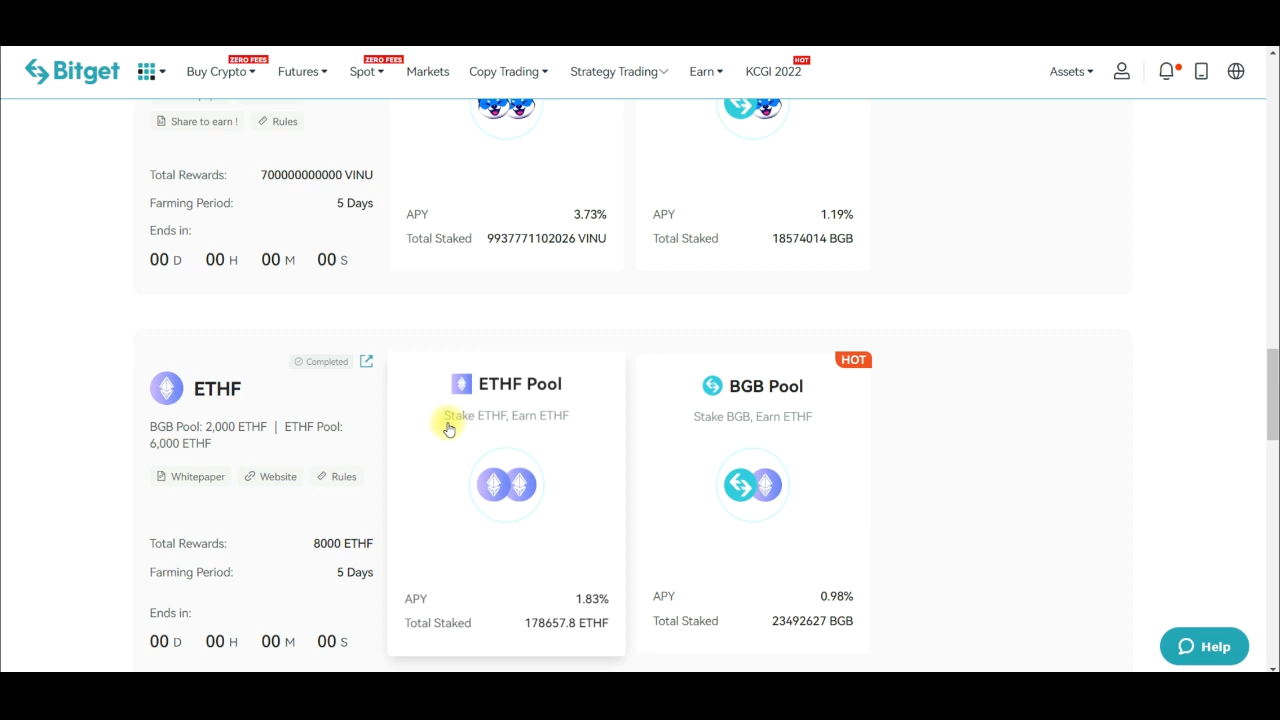 Bitget
Buy Crypto
ZERO FEES
Futures
Spot
ZERO FEES
Markets
Copy Trading
Strategy Trading
Earn
KCGI 2022
HOT
Assets
Share to earn !
Rules
Total Rewards: 700000000000 VINU
Farming Period: 5 Days
Ends in:
00 D 00 H 00 M 00 S
APY 3.73%
Total Staked 9937771102026 VINU
APY 1.19%
Total Staked 18574014 BGB
Completed
ETHF
BGB Pool: 2,000 ETHF | ETHF Pool:
6,000 ETHF
Whitepaper
Website
Rules
Total Rewards: 8000 ETHF
Farming Period: 5 Days
Ends in:
00 D 00 H 00 M 00 S
ETHF Pool
Stake ETHF, Earn ETHF
APY 1.83%
Total Staked 178657.8 ETHF
HOT
BGB Pool
Stake BGB, Earn ETHF
APY 0.98%
Total Staked 23492627 BGB
Help